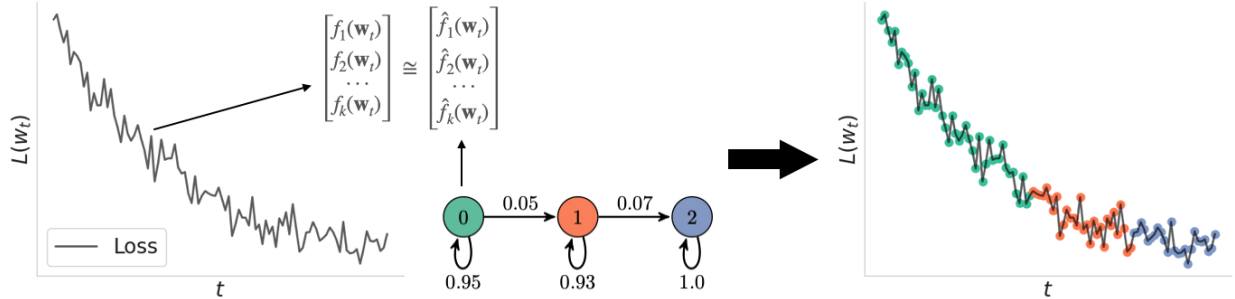 L(w_t)
Loss
t
f_1(𝐰_t)
f_2(𝐰_t)
...
f_k(𝐰_t)
≅
f̂_1(𝐰_t)
f̂_2(𝐰_t)
...
f̂_k(𝐰_t)
0
0.05
1
0.07
2
0.95
0.93
1.0
L(w_t)
t